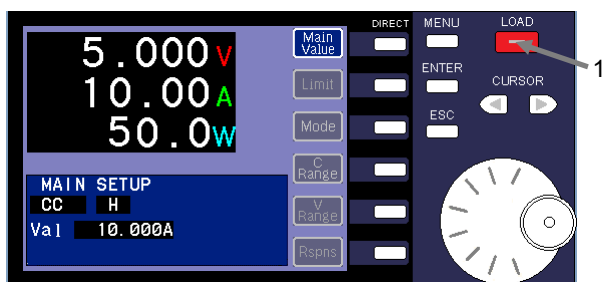 5.000V
10.00A
50.0W
MAIN SETUP
CC H
Val 10.000A
Main
Value
Limit
Mode
C
Range
V
Range
Rspns
DIRECT
MENU
ENTER
ESC
LOAD
CURSOR
1